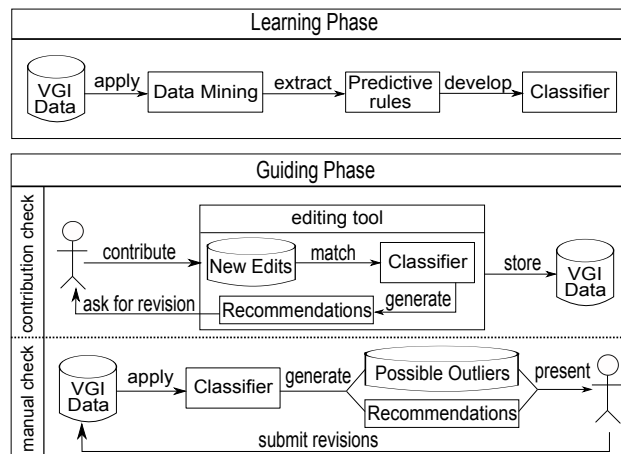 Learning Phase
VGI
Data
apply
Data Mining
extract
Predictive
rules
develop
Classifier
Guiding Phase
contribution check
editing tool
contribute
New Edits
match
Classifier
store
VGI
Data
ask for revision
Recommendations
generate
manual check
VGI
Data
apply
Classifier
generate
Possible Outliers
Recommendations
present
submit revisions